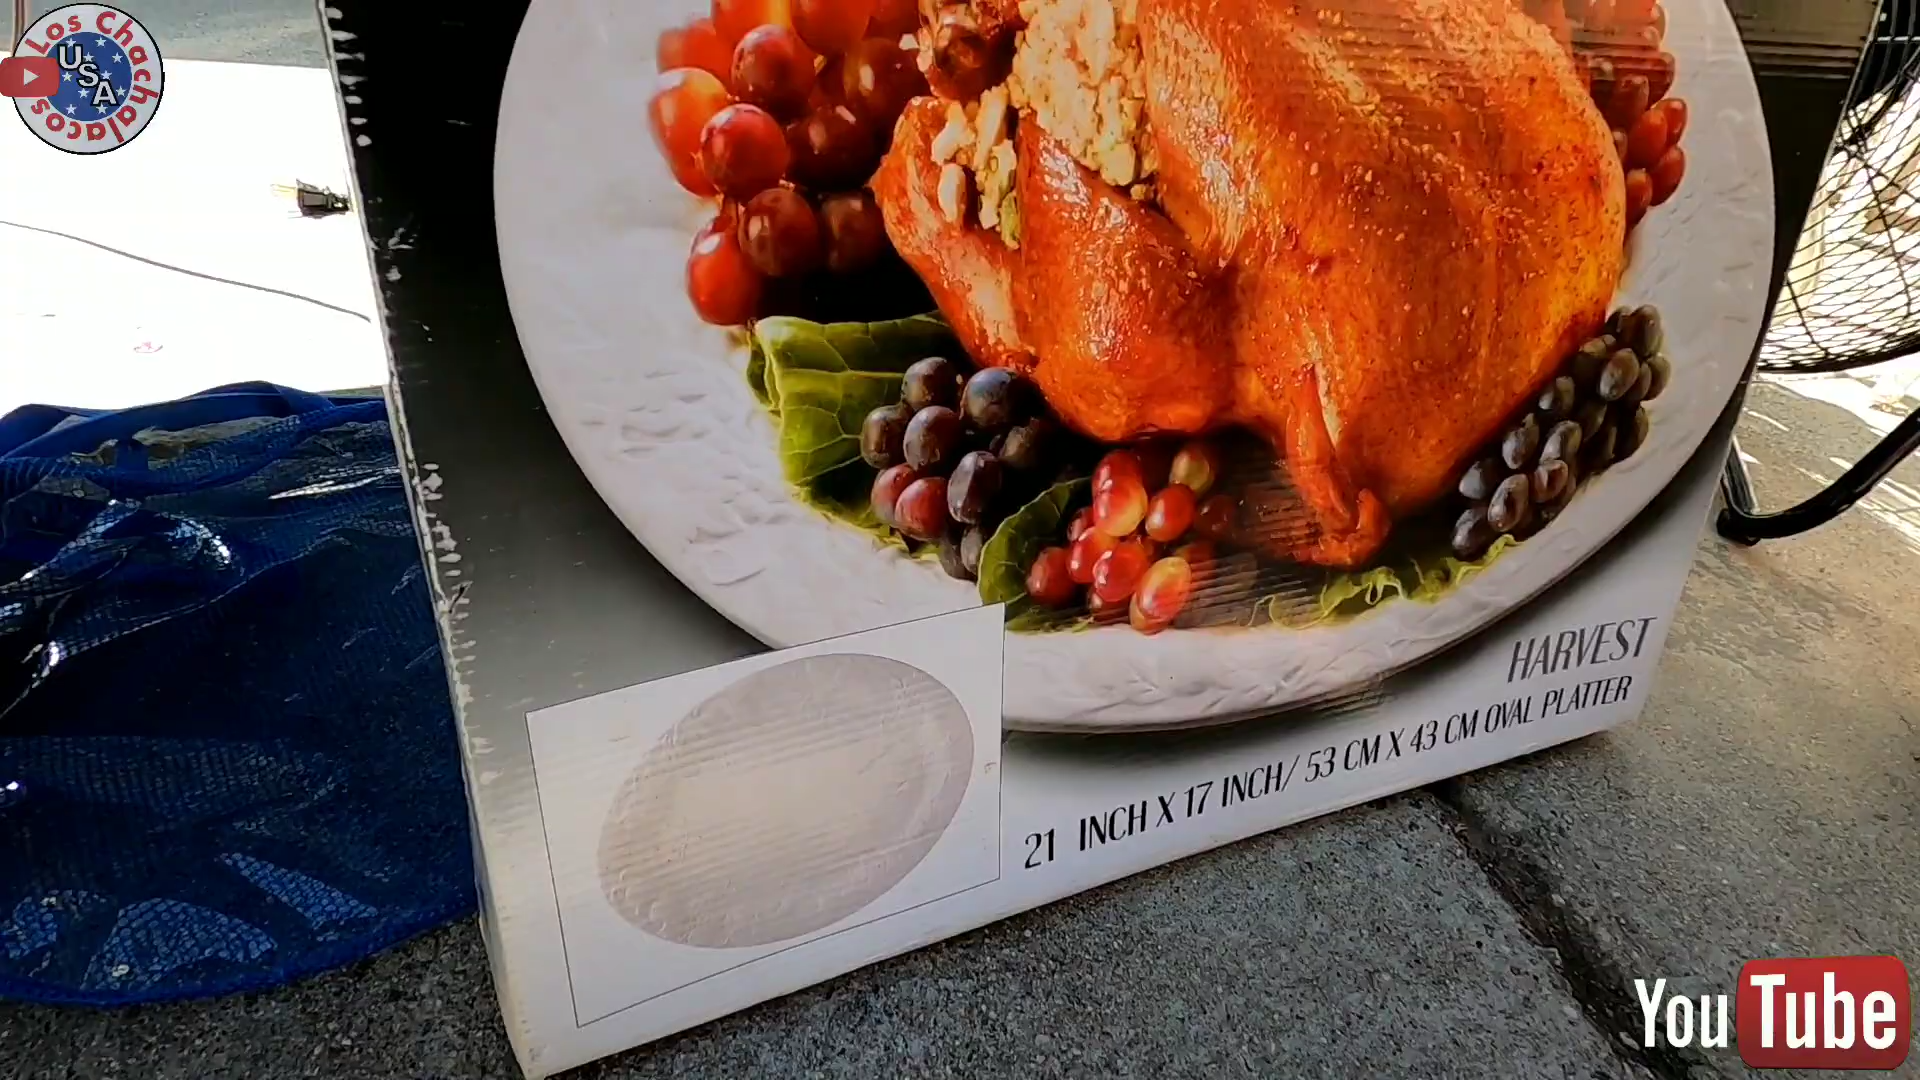 Los Chachalacos
USA
HARVEST
21 INCH X 17 INCH/ 53 CM X 43 CM OVAL PLATTER
YouTube